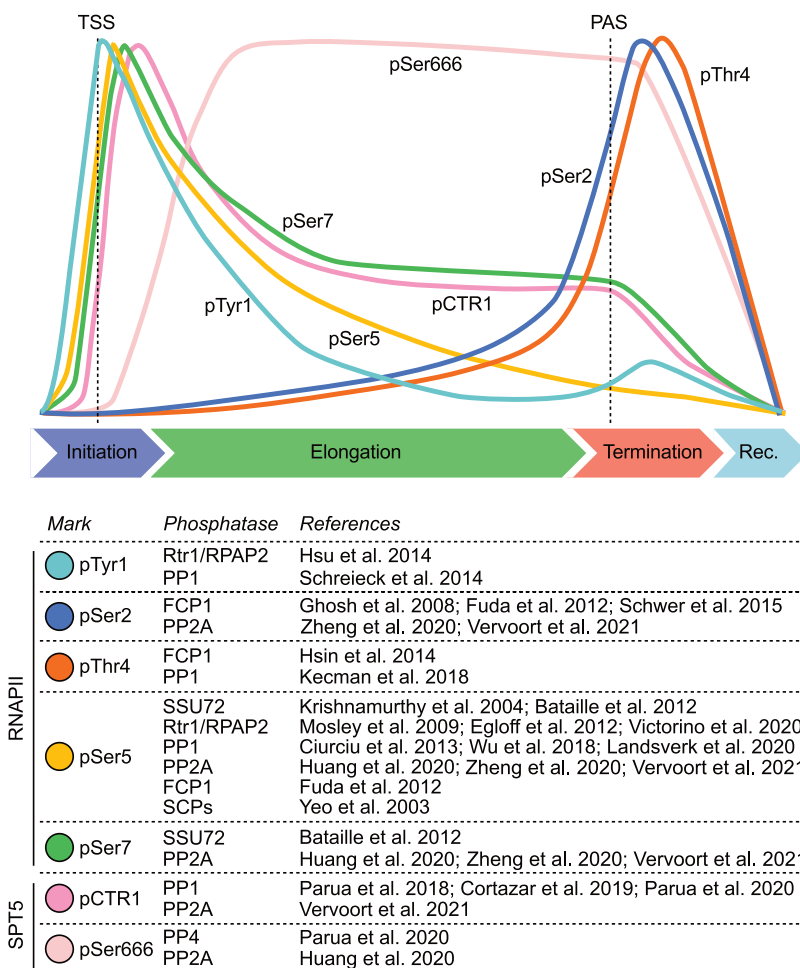 TSS
PAS
pSer666
pThr4
pSer2
pSer7
pTyr1
pCTR1
pSer5
Initiation
Elongation
Termination
Rec.
Mark Phosphatase References
RNAPII
pTyr1
Rtr1/RPAP2 Hsu et al. 2014
PP1 Schreieck et al. 2014
pSer2
FCP1 Ghosh et al. 2008; Fuda et al. 2012; Schwer et al. 2015
PP2A Zheng et al. 2020; Vervoort et al. 2021
pThr4
FCP1 Hsin et al. 2014
PP1 Kecman et al. 2018
pSer5
SSU72 Krishnamurthy et al. 2004; Bataille et al. 2012
Rtr1/RPAP2 Mosley et al. 2009; Egloff et al. 2012; Victorino et al. 2020
PP1 Ciurciu et al. 2013; Wu et al. 2018; Landsverk et al. 2020
PP2A Huang et al. 2020; Zheng et al. 2020; Vervoort et al. 2021
FCP1 Fuda et al. 2012
SCPs Yeo et al. 2003
pSer7
SSU72 Bataille et al. 2012
PP2A Huang et al. 2020; Zheng et al. 2020; Vervoort et al. 2021
SPT5
pCTR1
PP1 Parua et al. 2018; Cortazar et al. 2019; Parua et al. 2020
PP2A Vervoort et al. 2021
pSer666
PP4 Parua et al. 2020
PP2A Huang et al. 2020